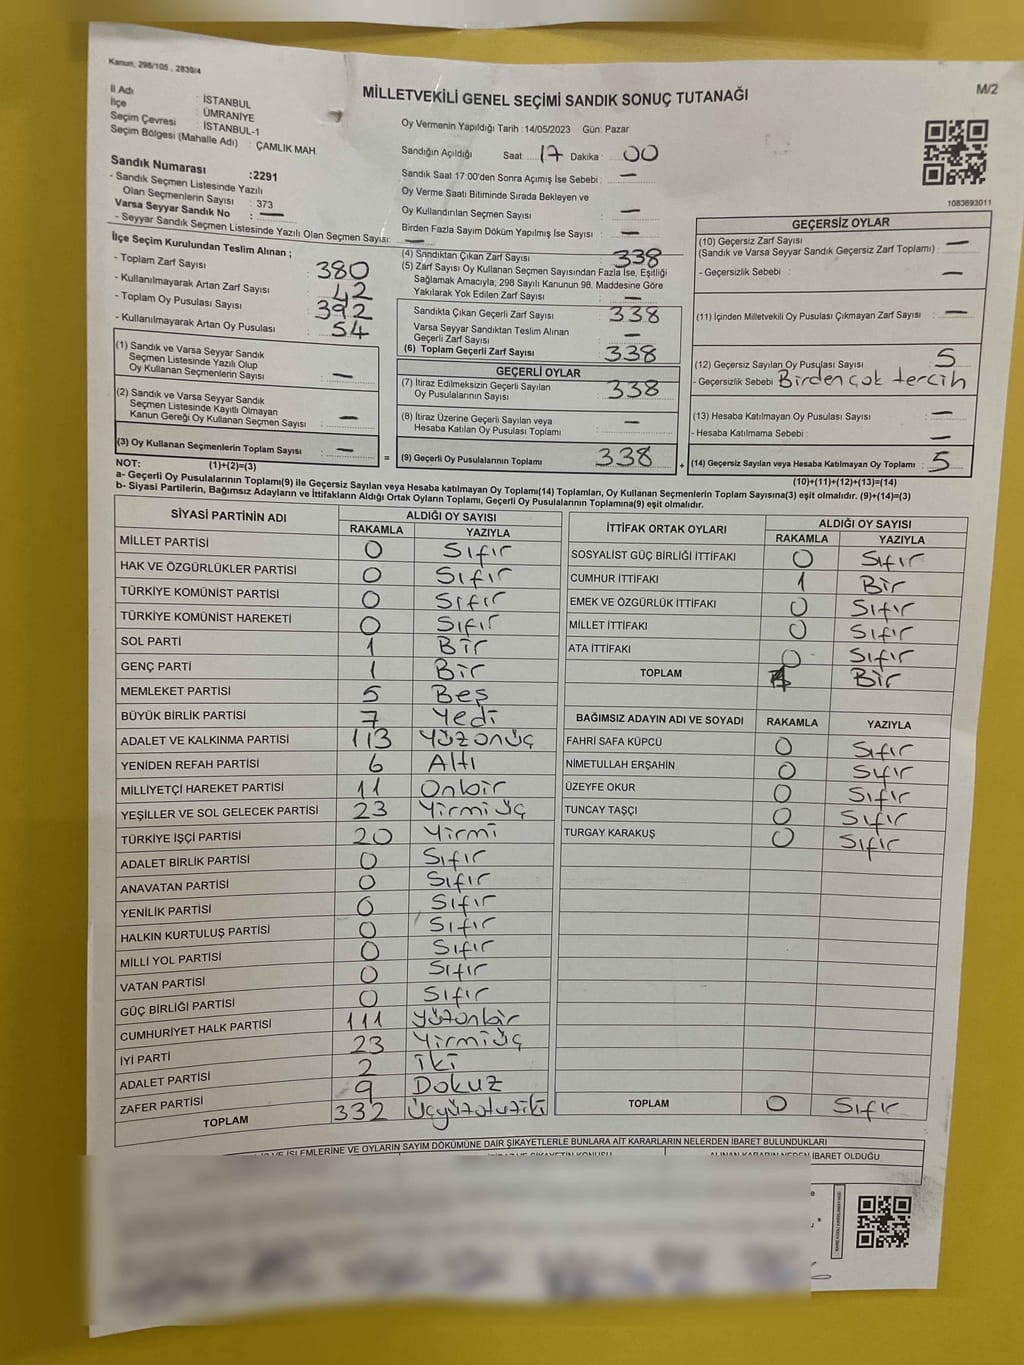 Kanun, 298/105 , 2839/4
M/2
MİLLETVEKİLİ GENEL SEÇİMİ SANDIK SONUÇ TUTANAĞI
İl Adı : İSTANBUL
İlçe : ÜMRANİYE
Seçim Çevresi : İSTANBUL-1
Seçim Bölgesi (Mahalle Adı) : ÇAMLIK MAH.
Sandık Numarası :2291
- Sandık Seçmen Listesinde Yazılı
Olan Seçmenlerin Sayısı : 373
Varsa Seyyar Sandık No : —
- Seyyar Sandık Seçmen Listesinde Yazılı Olan Seçmen Sayısı: —
Oy Vermenin Yapıldığı Tarih :14/05/2023 Gün: Pazar
Sandığın Açıldığı Saat: 17 Dakika: 00
Sandık Saat 17:00'den Sonra Açımış İse Sebebi : —
Oy Verme Saati Bitiminde Sırada Bekleyen ve
Oy Kullandırılan Seçmen Sayısı —
Birden Fazla Sayım Döküm Yapılmış İse Sayısı : —
1083693011
İlçe Seçim Kurulundan Teslim Alınan ;
- Toplam Zarf Sayısı : 380
- Kullanılmayarak Artan Zarf Sayısı : 42
- Toplam Oy Pusulası Sayısı : 392
- Kullanılmayarak Artan Oy Pusulası : 54
(1) Sandık ve Varsa Seyyar Sandık
Seçmen Listesinde Yazılı Olup
Oy Kullanan Seçmenlerin Sayısı : —
(2) Sandık ve Varsa Seyyar Sandık
Seçmen Listesinde Kayıtlı Olmayan
Kanun Gereği Oy Kullanan Seçmen Sayısı : —
(3) Oy Kullanan Seçmenlerin Toplam Sayısı : —
(1)+(2)=(3)
(4) Sandıktan Çıkan Zarf Sayısı : 338
(5) Zarf Sayısı Oy Kullanan Seçmen Sayısından Fazla İse, Eşitliği
Sağlamak Amacıyla; 298 Sayılı Kanunun 98. Maddesine Göre
Yakılarak Yok Edilen Zarf Sayısı : —
Sandıkta Çıkan Geçerli Zarf Sayısı : 338
Varsa Seyyar Sandıktan Teslim Alınan
Geçerli Zarf Sayısı : —
(6) Toplam Geçerli Zarf Sayısı : 338
GEÇERLİ OYLAR
(7) İtiraz Edilmeksizin Geçerli Sayılan
Oy Pusulalarının Sayısı : 338
(8) İtiraz Üzerine Geçerli Sayılan veya
Hesaba Katılan Oy Pusulası Toplamı : —
= (9) Geçerli Oy Pusulalarının Toplamı : 338 +
GEÇERSİZ OYLAR
(10) Geçersiz Zarf Sayısı
(Sandık ve Varsa Seyyar Sandık Geçersiz Zarf Toplamı) : —
- Geçersizlik Sebebi : —
(11) İçinden Milletvekili Oy Pusulası Çıkmayan Zarf Sayısı : —
(12) Geçersiz Sayılan Oy Pusulası Sayısı : 5
- Geçersizlik Sebebi Birden çok tercih
(13) Hesaba Katılmayan Oy Pusulası Sayısı : —
- Hesaba Katılmama Sebebi : —
(14) Geçersiz Sayılan veya Hesaba Katılmayan Oy Toplamı : 5
(10)+(11)+(12)+(13)=(14)
NOT:
a- Geçerli Oy Pusulalarının Toplamı(9) ile Geçersiz Sayılan veya Hesaba katılmayan Oy Toplamı(14) Toplamları, Oy Kullanan Seçmenlerin Toplam Sayısına(3) eşit olmalıdır. (9)+(14)=(3)
b- Siyasi Partilerin, Bağımsız Adayların ve İttifakların Aldığı Ortak Oyların Toplamı, Geçerli Oy Pusulalarının Toplamına(9) eşit olmalıdır.
SİYASİ PARTİNİN ADI ALDIĞI OY SAYISI
RAKAMLA YAZIYLA
MİLLET PARTİSİ 0 Sıfır
HAK VE ÖZGÜRLÜKLER PARTİSİ 0 Sıfır
TÜRKİYE KOMÜNİST PARTİSİ 0 Sıfır
TÜRKİYE KOMÜNİST HAREKETİ 0 Sıfır
SOL PARTİ 1 Bir
GENÇ PARTİ 1 Bir
MEMLEKET PARTİSİ 5 Beş
BÜYÜK BİRLİK PARTİSİ 7 Yedi
ADALET VE KALKINMA PARTİSİ 113 Yüzonüç
YENİDEN REFAH PARTİSİ 6 Altı
MİLLİYETÇİ HAREKET PARTİSİ 11 Onbir
YEŞİLLER VE SOL GELECEK PARTİSİ 23 Yirmi üç
TÜRKİYE İŞÇİ PARTİSİ 20 Yirmi
ADALET BİRLİK PARTİSİ 0 Sıfır
ANAVATAN PARTİSİ 0 Sıfır
YENİLİK PARTİSİ 0 Sıfır
HALKIN KURTULUŞ PARTİSİ 0 Sıfır
MİLLİ YOL PARTİSİ 0 Sıfır
VATAN PARTİSİ 0 Sıfır
GÜÇ BİRLİĞİ PARTİSİ 0 Sıfır
CUMHURİYET HALK PARTİSİ 111 Yüzonbir
İYİ PARTİ 23 Yirmiüç
ADALET PARTİSİ 2 İki
ZAFER PARTİSİ 9 Dokuz
TOPLAM 332 Üçyüzotuziki
İTTİFAK ORTAK OYLARI ALDIĞI OY SAYISI
RAKAMLA YAZIYLA
SOSYALİST GÜÇ BİRLİĞİ İTTİFAKI 0 Sıfır
CUMHUR İTTİFAKI 1 Bir
EMEK VE ÖZGÜRLÜK İTTİFAKI 0 Sıfır
MİLLET İTTİFAKI 0 Sıfır
ATA İTTİFAKI 0 Sıfır
TOPLAM Bir
BAĞIMSIZ ADAYIN ADI VE SOYADI RAKAMLA YAZIYLA
FAHRİ SAFA KÜPCÜ 0 Sıfır
NİMETULLAH ERŞAHİN 0 Sıfır
ÜZEYFE OKUR 0 Sıfır
TUNCAY TAŞÇI 0 Sıfır
TURGAY KARAKUŞ 0 Sıfır
TOPLAM 0 Sıfır
VE İŞLEMLERİNE VE OYLARIN SAYIM DÖKÜMÜNE DAİR ŞİKAYETLERLE BUNLARA AİT KARARLARIN NELERDEN İBARET BULUNDUKLARI
ALINAN KARARIN NEDEN İBARET OLDUĞU